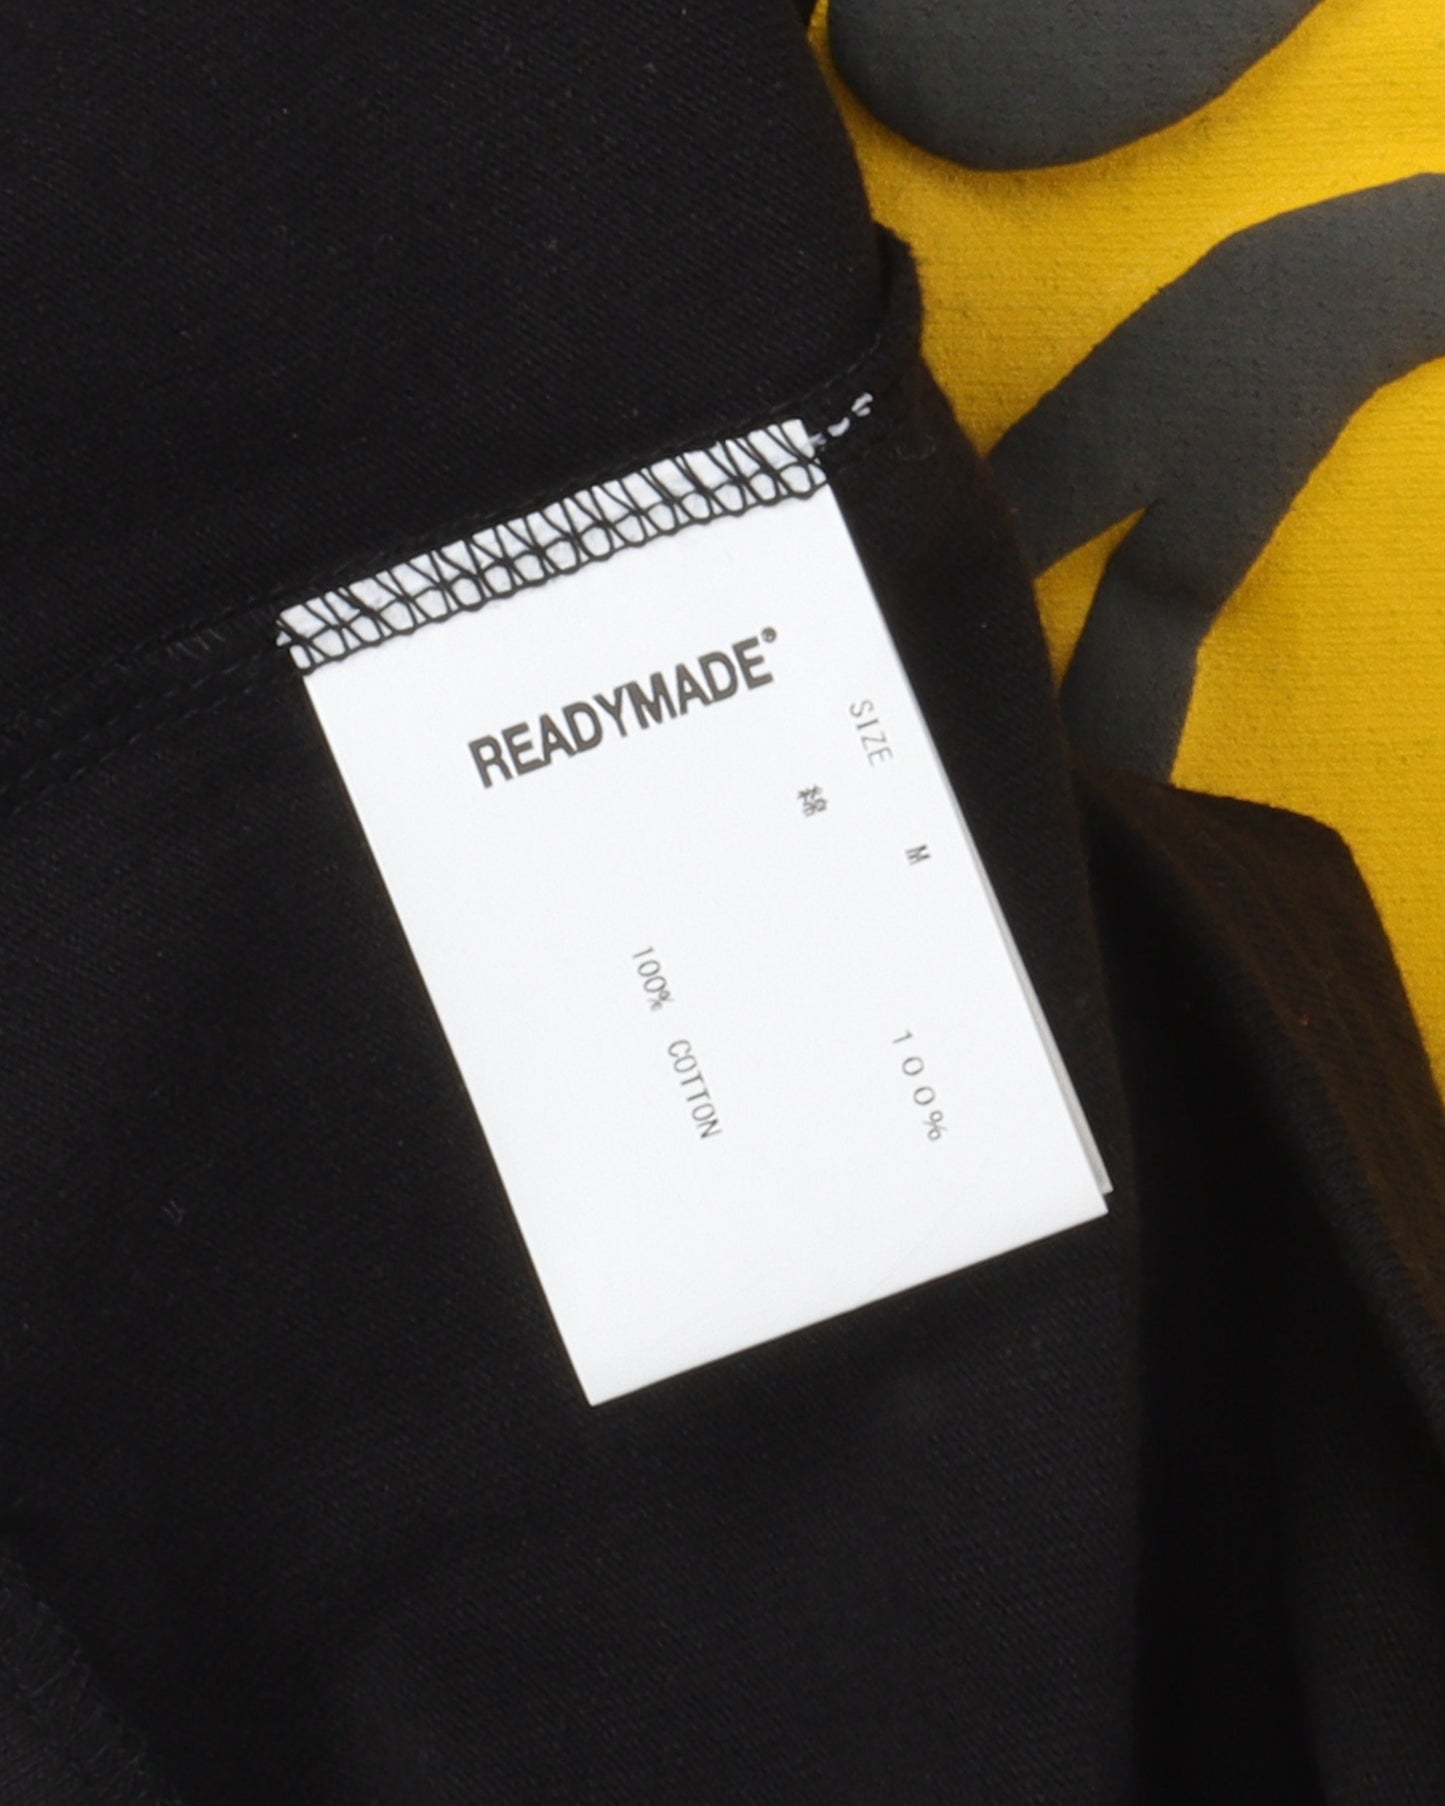 READYMADE®
SIZE M
綿 １００％
100% COTTON